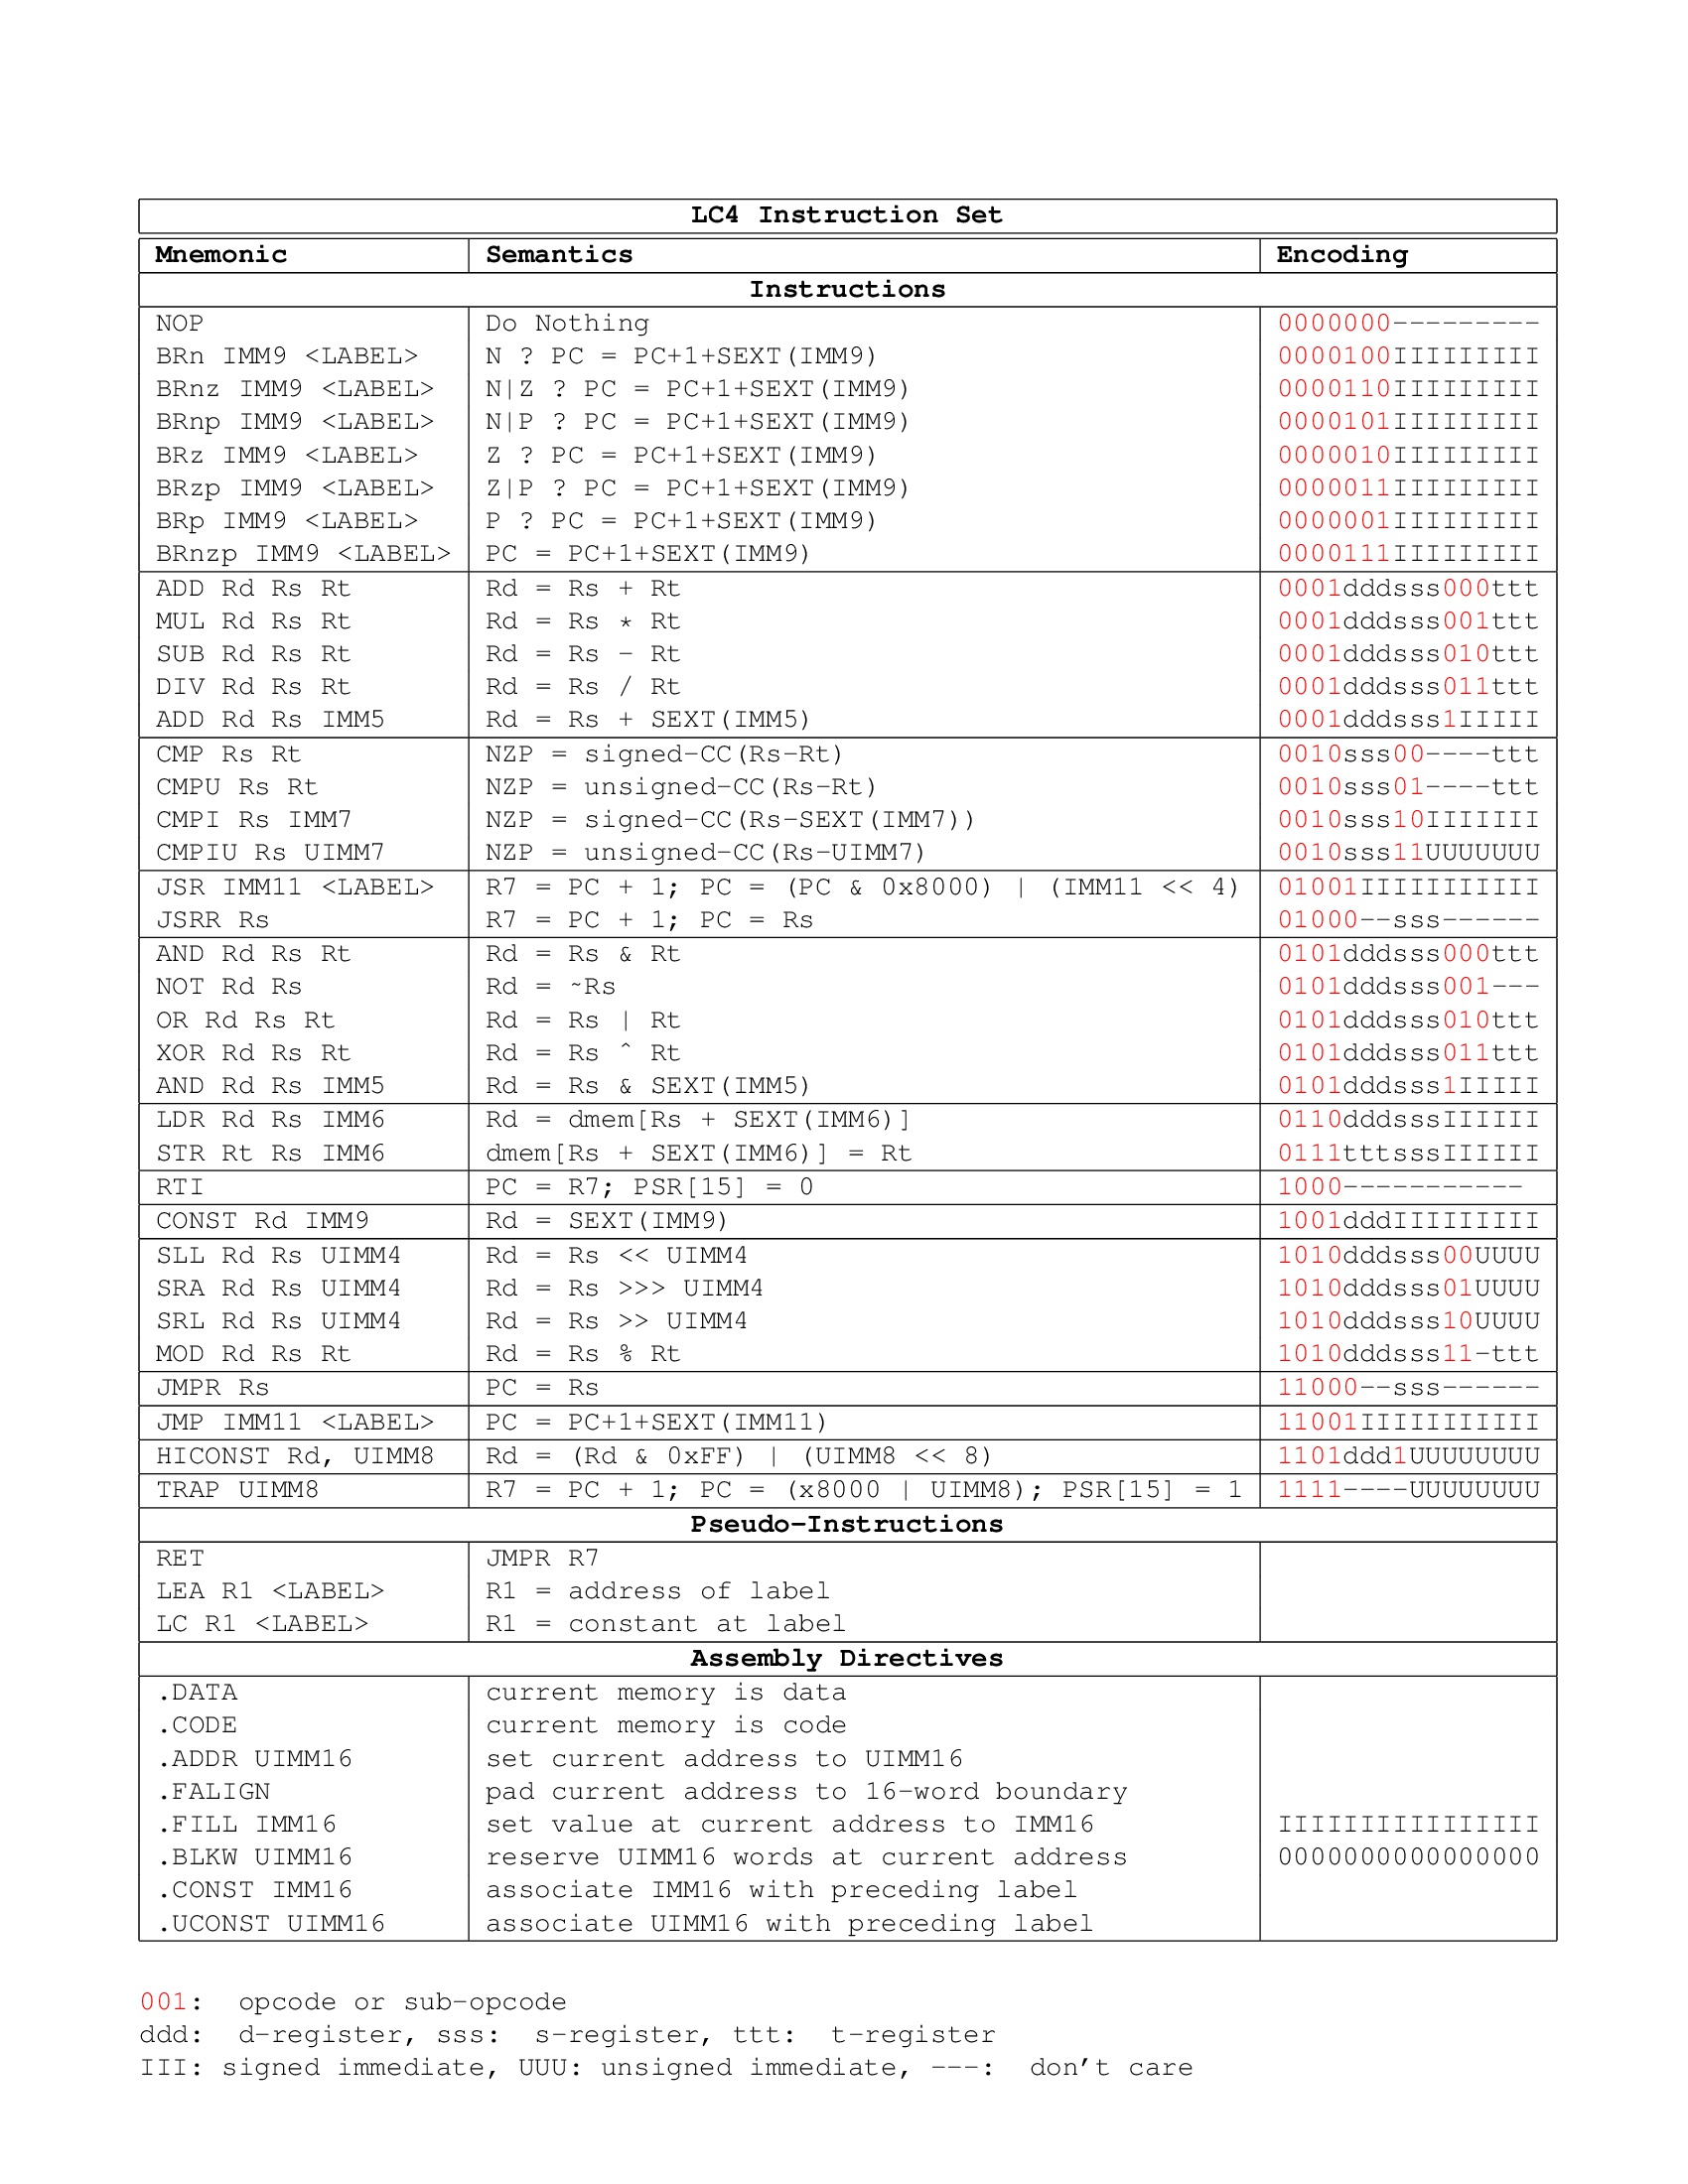 LC4 Instruction Set
Mnemonic Semantics Encoding
Instructions
NOP Do Nothing 0000000---------
BRn IMM9 <LABEL> N ? PC = PC+1+SEXT(IMM9) 0000100IIIIIIIII
BRnz IMM9 <LABEL> N|Z ? PC = PC+1+SEXT(IMM9) 0000110IIIIIIIII
BRnp IMM9 <LABEL> N|P ? PC = PC+1+SEXT(IMM9) 0000101IIIIIIIII
BRz IMM9 <LABEL> Z ? PC = PC+1+SEXT(IMM9) 0000010IIIIIIIII
BRzp IMM9 <LABEL> Z|P ? PC = PC+1+SEXT(IMM9) 0000011IIIIIIIII
BRp IMM9 <LABEL> P ? PC = PC+1+SEXT(IMM9) 0000001IIIIIIIII
BRnzp IMM9 <LABEL> PC = PC+1+SEXT(IMM9) 0000111IIIIIIIII
ADD Rd Rs Rt Rd = Rs + Rt 0001dddsss000ttt
MUL Rd Rs Rt Rd = Rs * Rt 0001dddsss001ttt
SUB Rd Rs Rt Rd = Rs - Rt 0001dddsss010ttt
DIV Rd Rs Rt Rd = Rs / Rt 0001dddsss011ttt
ADD Rd Rs IMM5 Rd = Rs + SEXT(IMM5) 0001dddsss1IIIII
CMP Rs Rt NZP = signed-CC(Rs-Rt) 0010sss00----ttt
CMPU Rs Rt NZP = unsigned-CC(Rs-Rt) 0010sss01----ttt
CMPI Rs IMM7 NZP = signed-CC(Rs-SEXT(IMM7)) 0010sss10IIIIIII
CMPIU Rs UIMM7 NZP = unsigned-CC(Rs-UIMM7) 0010sss11UUUUUUU
JSR IMM11 <LABEL> R7 = PC + 1; PC = (PC & 0x8000) | (IMM11 << 4) 01001IIIIIIIIIII
JSRR Rs R7 = PC + 1; PC = Rs 01000--sss------
AND Rd Rs Rt Rd = Rs & Rt 0101dddsss000ttt
NOT Rd Rs Rd = ~Rs 0101dddsss001---
OR Rd Rs Rt Rd = Rs | Rt 0101dddsss010ttt
XOR Rd Rs Rt Rd = Rs ^ Rt 0101dddsss011ttt
AND Rd Rs IMM5 Rd = Rs & SEXT(IMM5) 0101dddsss1IIIII
LDR Rd Rs IMM6 Rd = dmem[Rs + SEXT(IMM6)] 0110dddsssIIIIII
STR Rt Rs IMM6 dmem[Rs + SEXT(IMM6)] = Rt 0111tttsssIIIIII
RTI PC = R7; PSR[15] = 0 1000-----------
CONST Rd IMM9 Rd = SEXT(IMM9) 1001dddIIIIIIIII
SLL Rd Rs UIMM4 Rd = Rs << UIMM4 1010dddsss00UUUU
SRA Rd Rs UIMM4 Rd = Rs >>> UIMM4 1010dddsss01UUUU
SRL Rd Rs UIMM4 Rd = Rs >> UIMM4 1010dddsss10UUUU
MOD Rd Rs Rt Rd = Rs % Rt 1010dddsss11-ttt
JMPR Rs PC = Rs 11000--sss------
JMP IMM11 <LABEL> PC = PC+1+SEXT(IMM11) 11001IIIIIIIIIII
HICONST Rd, UIMM8 Rd = (Rd & 0xFF) | (UIMM8 << 8) 1101ddd1UUUUUUUU
TRAP UIMM8 R7 = PC + 1; PC = (x8000 | UIMM8); PSR[15] = 1 1111----UUUUUUUU
Pseudo-Instructions
RET JMPR R7
LEA R1 <LABEL> R1 = address of label
LC R1 <LABEL> R1 = constant at label
Assembly Directives
.DATA current memory is data
.CODE current memory is code
.ADDR UIMM16 set current address to UIMM16
.FALIGN pad current address to 16-word boundary
.FILL IMM16 set value at current address to IMM16 IIIIIIIIIIIIIIII
.BLKW UIMM16 reserve UIMM16 words at current address 0000000000000000
.CONST IMM16 associate IMM16 with preceding label
.UCONST UIMM16 associate UIMM16 with preceding label
001: opcode or sub-opcode
ddd: d-register, sss: s-register, ttt: t-register
III: signed immediate, UUU: unsigned immediate, ---: don't care